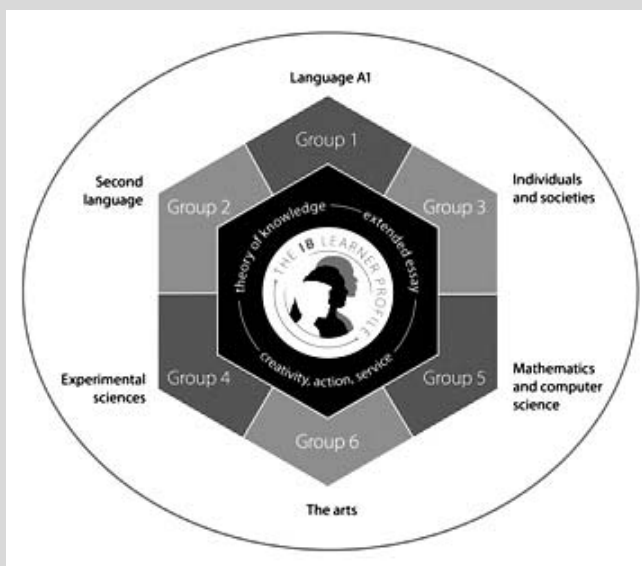 Language A1
Group 1
Second
language
Group 2
Group 3
Individuals
and societies
theory of knowledge
extended essay
THE IB LEARNER PROFILE
creativity, action, service
Experimental
sciences
Group 4
Group 5
Mathematics
and computer
science
Group 6
The arts